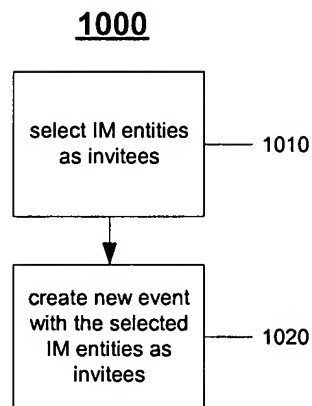 1000
select IM entities
as invitees
1010
create new event
with the selected
IM entities as
invitees
1020